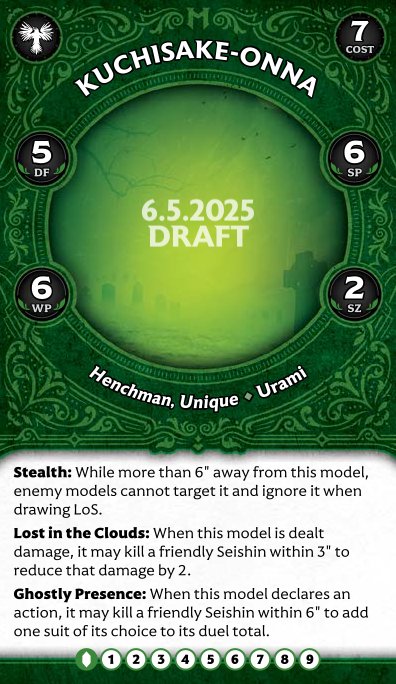 7
COST
KUCHISAKE-ONNA
5
DF
6
SP
6.5.2025
DRAFT
6
WP
2
SZ
Henchman, Unique ♦ Urami
Stealth: While more than 6" away from this model,
enemy models cannot target it and ignore it when
drawing LoS.
Lost in the Clouds: When this model is dealt
damage, it may kill a friendly Seishin within 3" to
reduce that damage by 2.
Ghostly Presence: When this model declares an
action, it may kill a friendly Seishin within 6" to add
one suit of its choice to its duel total.
1 2 3 4 5 6 7 8 9